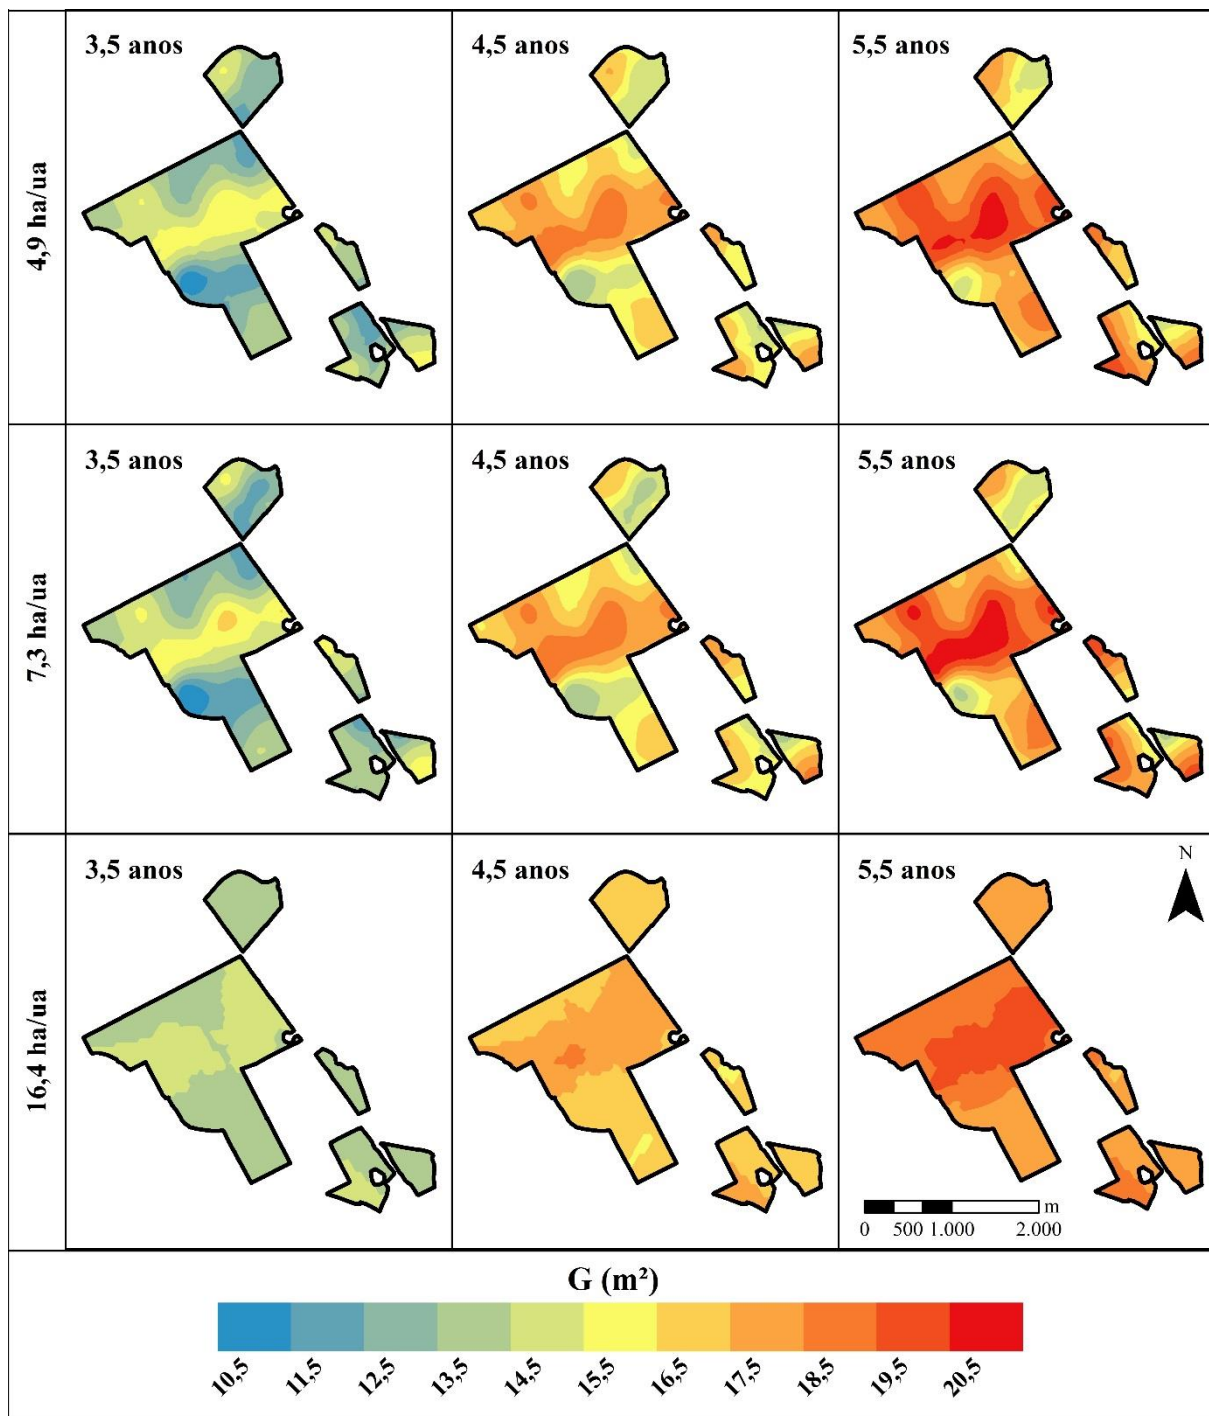 3,5 anos
4,5 anos
5,5 anos
4,9 ha/ua
3,5 anos
4,5 anos
5,5 anos
7,3 ha/ua
3,5 anos
4,5 anos
5,5 anos
N
16,4 ha/ua
m
0 500 1.000 2.000
G (m²)
10,5 11,5 12,5 13,5 14,5 15,5 16,5 17,5 18,5 19,5 20,5